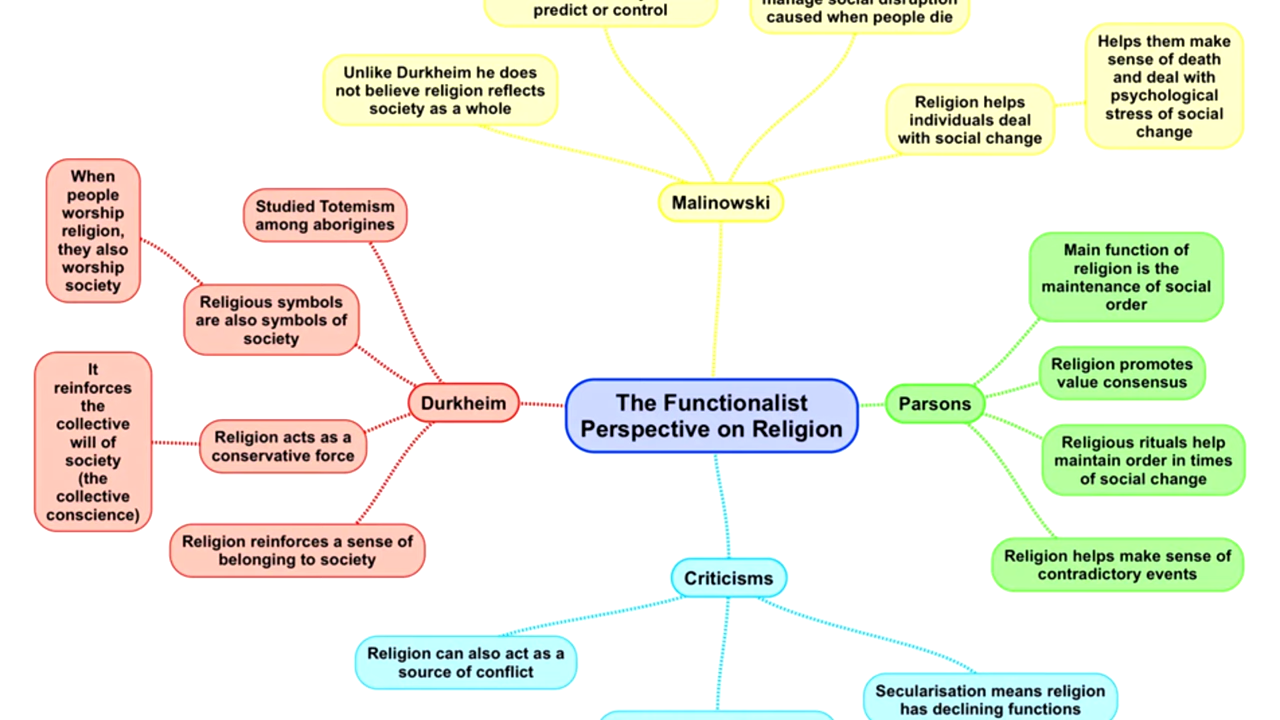 predict or control
manage social disruption
caused when people die
Helps them make
sense of death
and deal with
psychological
stress of social
change
Unlike Durkheim he does
not believe religion reflects
society as a whole
Religion helps
individuals deal
with social change
Malinowski
When
people
worship
religion,
they also
worship
society
Studied Totemism
among aborigines
Religious symbols
are also symbols of
society
It
reinforces
the
collective
will of
society
(the
collective
conscience)
Religion acts as a
conservative force
Religion reinforces a sense of
belonging to society
Durkheim
The Functionalist
Perspective on Religion
Parsons
Main function of
religion is the
maintenance of social
order
Religion promotes
value consensus
Religious rituals help
maintain order in times
of social change
Religion helps make sense of
contradictory events
Criticisms
Religion can also act as a
source of conflict
Secularisation means religion
has declining functions